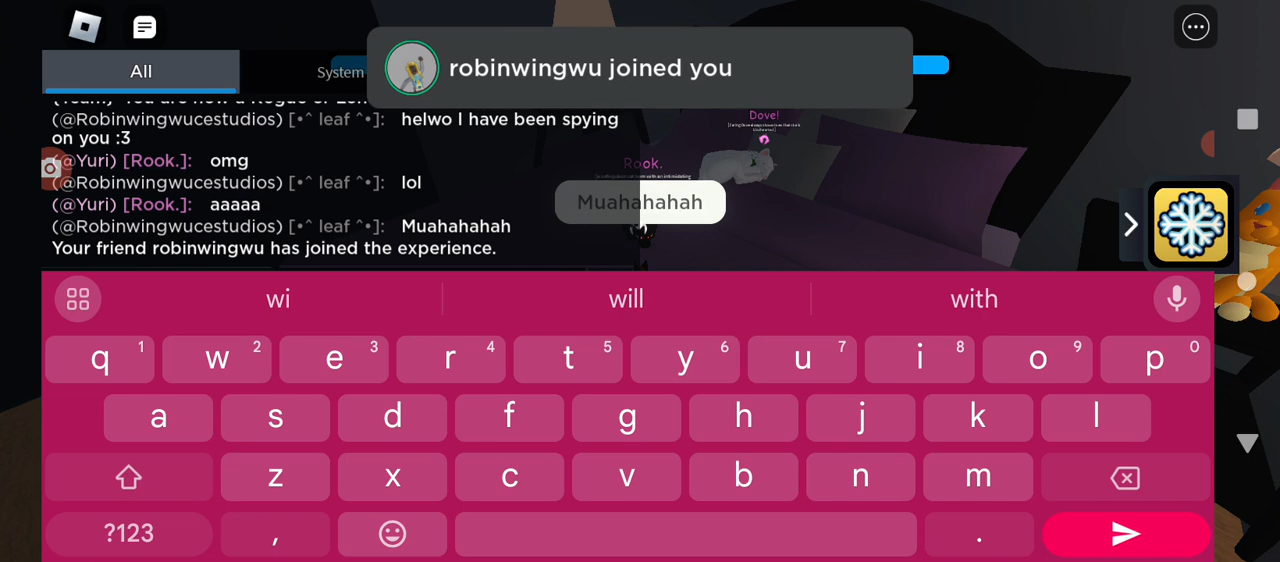 robinwingwu joined you
All
System
(@Robinwingwucestudios) [•^ leaf ^•]: helwo I have been spying
on you :3
(@Yuri) [Rook.]: omg
(@Robinwingwucestudios) [•^ leaf ^•]: lol
(@Yuri) [Rook.]: aaaaa
(@Robinwingwucestudios) [•^ leaf ^•]: Muahahahah
Your friend robinwingwu has joined the experience.
Dove!
Rook.
Muahahahah
wi will with
q 1 w 2 e 3 r 4 t 5 y 6 u 7 i 8 o 9 p 0
a s d f g h j k l
z x c v b n m
?123 , .